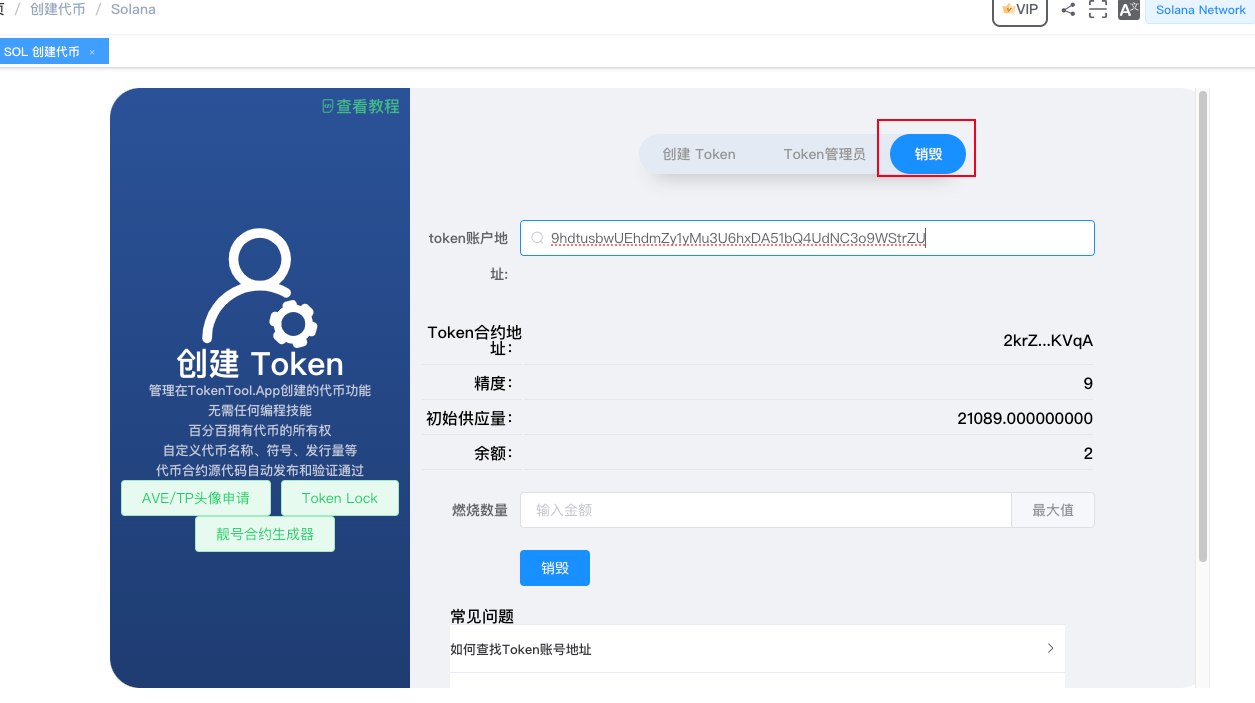 页 / 创建代币 / Solana
VIP
A文
Solana Network
SOL 创建代币 ×
查看教程
创建 Token
管理在TokenTool.App创建的代币功能
无需任何编程技能
百分百拥有代币的所有权
自定义代币名称、符号、发行量等
代币合约源代码自动发布和验证通过
AVE/TP头像申请
Token Lock
靓号合约生成器
创建 Token
Token管理员
销毁
token账户地
址:
9hdtusbwUEhdmZy1yMu3U6hxDA51bQ4UdNC3o9WStrZU
Token合约地
址：
2krZ...KVqA
精度：
9
初始供应量：
21089.000000000
余额：
2
燃烧数量
输入金额
最大值
销毁
常见问题
如何查找Token账号地址